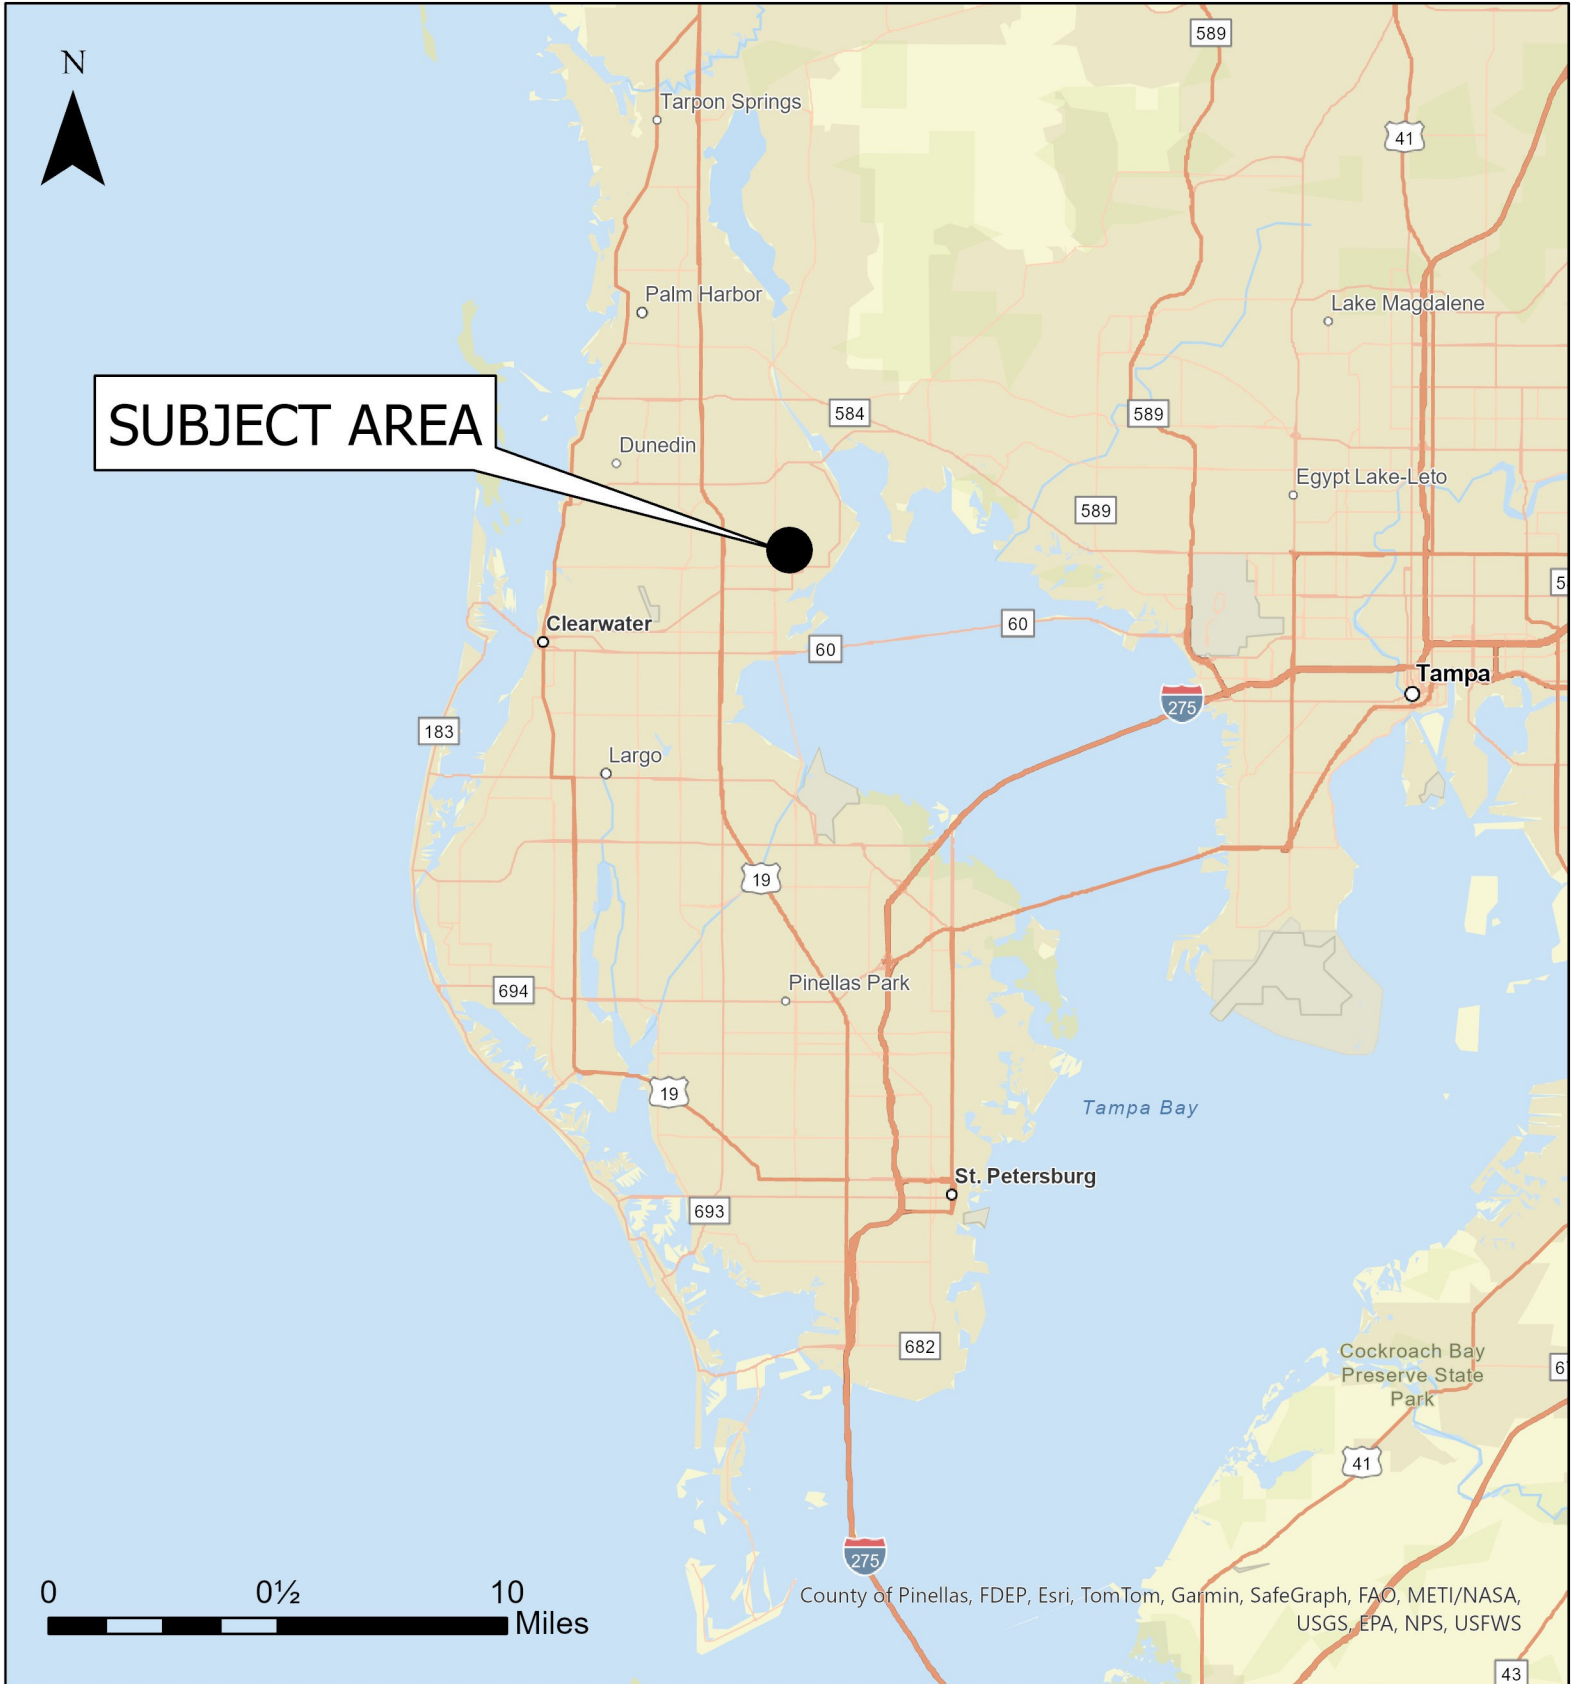 589
N
Tarpon Springs
41
Palm Harbor
Lake Magdalene
SUBJECT AREA
584
589
Dunedin
Egypt Lake-Leto
589
5
Clearwater
60
60
Tampa
275
183
Largo
19
Pinellas Park
694
19
Tampa Bay
St. Petersburg
693
682
Cockroach Bay
Preserve State
Park
6
41
275
0 0½ 10
Miles
County of Pinellas, FDEP, Esri, TomTom, Garmin, SafeGraph, FAO, METI/NASA,
USGS, EPA, NPS, USFWS
43